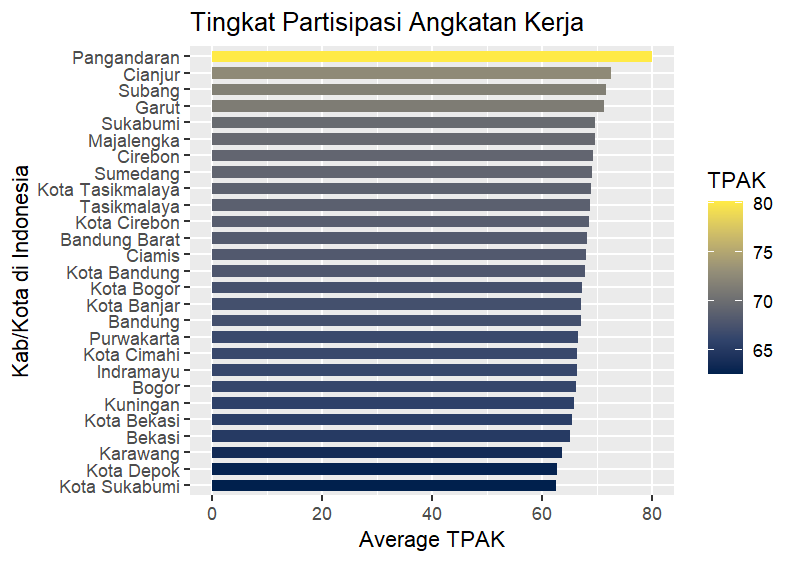 Tingkat Partisipasi Angkatan Kerja
Kab/Kota di Indonesia
Pangandaran
Cianjur
Subang
Garut
Sukabumi
Majalengka
Cirebon
Sumedang
Kota Tasikmalaya
Tasikmalaya
Kota Cirebon
Bandung Barat
Ciamis
Kota Bandung
Kota Bogor
Kota Banjar
Bandung
Purwakarta
Kota Cimahi
Indramayu
Bogor
Kuningan
Kota Bekasi
Bekasi
Karawang
Kota Depok
Kota Sukabumi
0 20 40 60 80
Average TPAK
TPAK
80
75
70
65